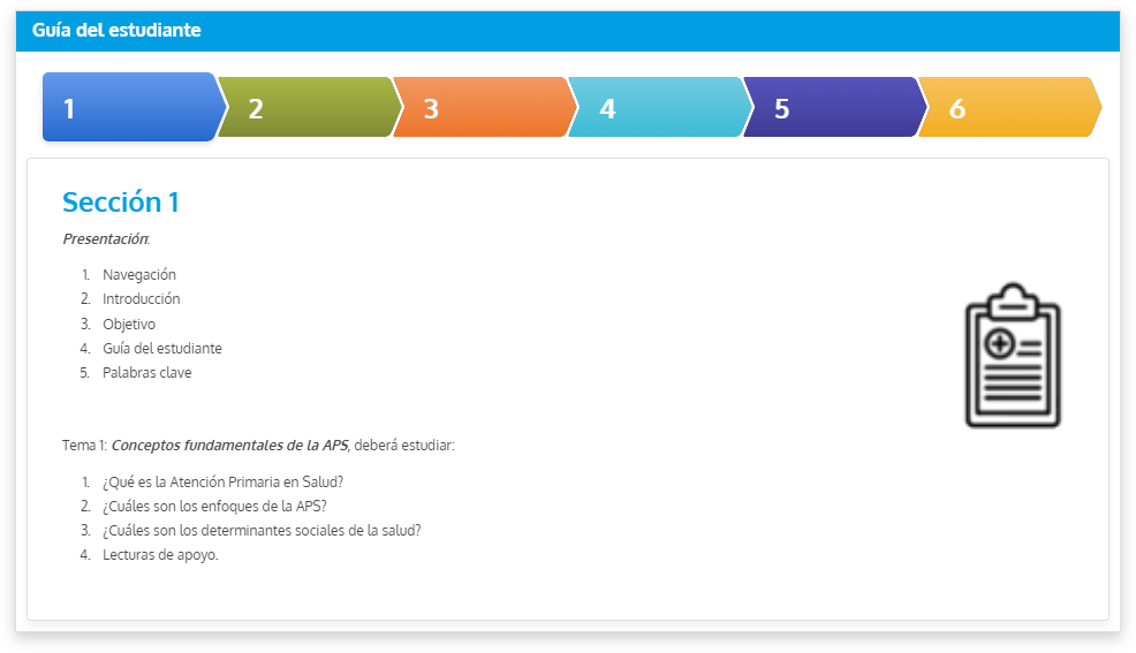 Guía del estudiante
1 2 3 4 5 6
Sección 1
Presentación:
1. Navegación
2. Introducción
3. Objetivo
4. Guía del estudiante
5. Palabras clave
Tema 1: Conceptos fundamentales de la APS, deberá estudiar:
1. ¿Qué es la Atención Primaria en Salud?
2. ¿Cuáles son los enfoques de la APS?
3. ¿Cuáles son los determinantes sociales de la salud?
4. Lecturas de apoyo.